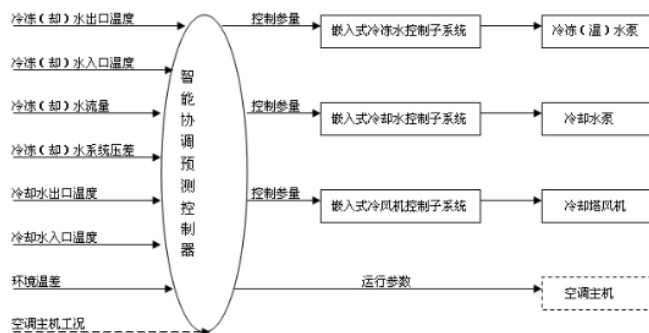 冷冻(却)水出口温度
控制参量
嵌入式冷冻水控制子系统
冷冻(温)水泵
冷冻(却)水入口温度
智能协调预测控制器
冷冻(却)水流量
控制参量
嵌入式冷却水控制子系统
冷却水泵
冷冻(却)水系统压差
冷却水出口温度
控制参量
嵌入式冷风机控制子系统
冷却塔风机
冷却水入口温度
环境温差
运行参数
空调主机
空调主机工况